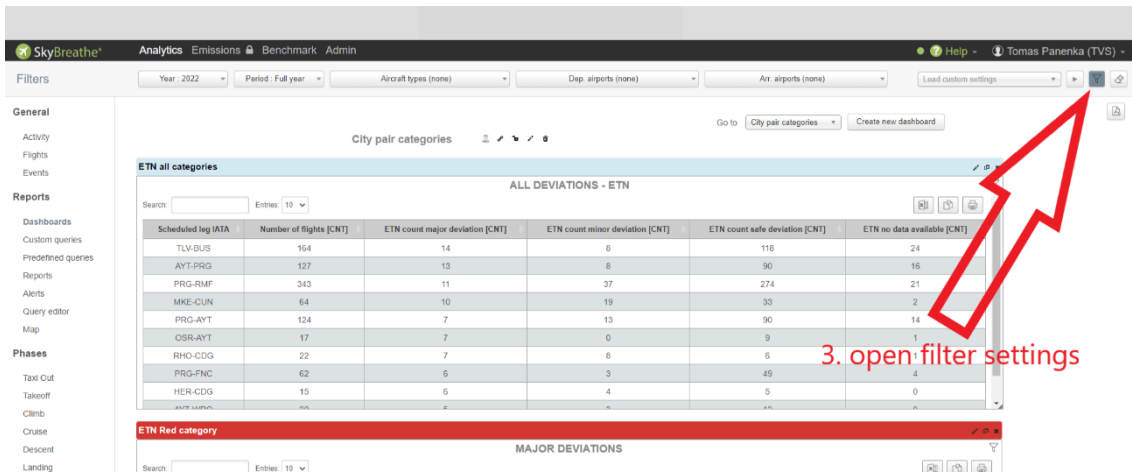 SkyBreathe®
Analytics Emissions Benchmark Admin
Help
Tomas Panenka (TVS)
Filters
Year : 2022
Period : Full year
Aircraft types (none)
Dep. airports (none)
Arr. airports (none)
Load custom settings
General
Activity
Flights
Events
Reports
Dashboards
Custom queries
Predefined queries
Reports
Alerts
Query editor
Map
Phases
Taxi Out
Takeoff
Climb
Cruise
Descent
Landing
City pair categories
Go to City pair categories Create new dashboard
ETN all categories
ALL DEVIATIONS - ETN
Search: Entries: 10
Scheduled leg IATA Number of flights [CNT] ETN count major deviation [CNT] ETN count minor deviation [CNT] ETN count safe deviation [CNT] ETN no data available [CNT]
TLV-BUS 164 14 8 118 24
AYT-PRG 127 13 8 90 16
PRG-RMF 343 11 37 274 21
MKE-CUN 64 10 19 33 2
PRG-AYT 124 7 13 90 14
OSR-AYT 17 7 0 9 1
RHO-CDG 22 7 8 6 1
PRG-FNC 62 6 3 49 4
HER-CDG 15 6 4 5 0
3. open filter settings
ETN Red category
MAJOR DEVIATIONS
Search: Entries: 10